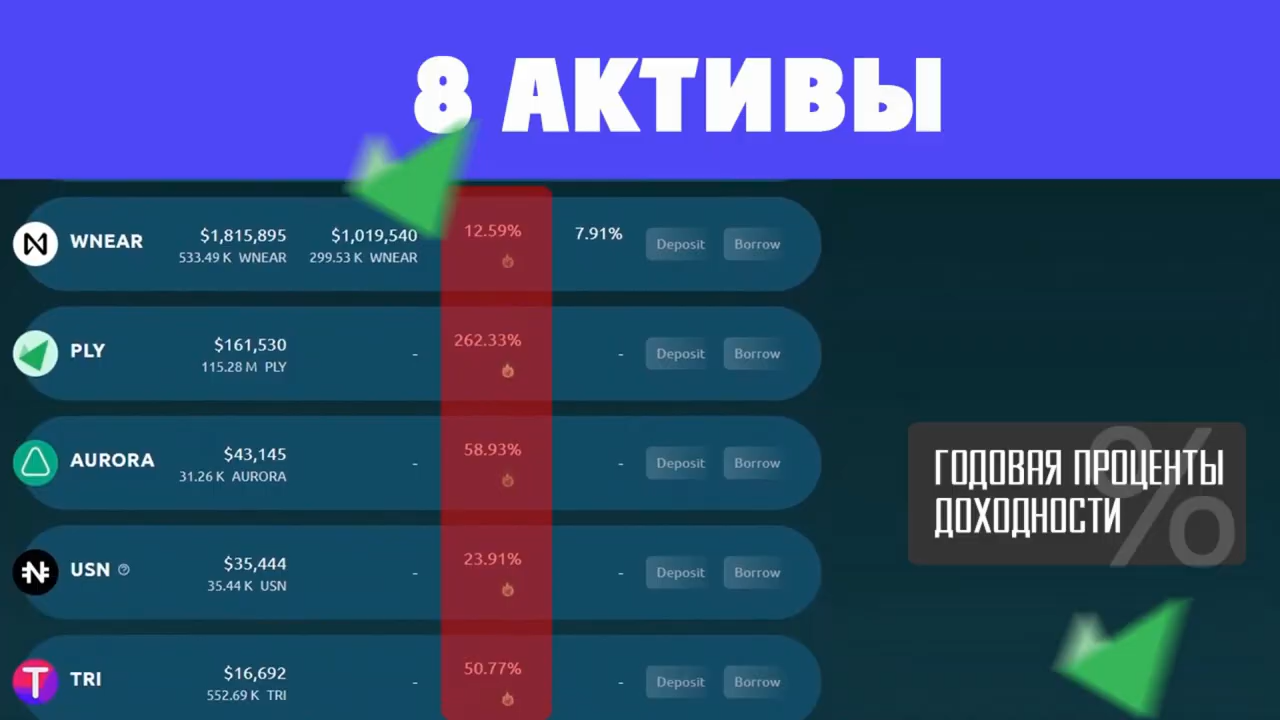 8 АКТИВЫ
WNEAR $1,815,895 $1,019,540 12.59% 7.91% Deposit Borrow
533.49 K WNEAR 299.53 K WNEAR
PLY $161,530 - 262.33% - Deposit Borrow
115.28 M PLY
AURORA $43,145 - 58.93% - Deposit Borrow
31.26 K AURORA
USN $35,444 - 23.91% - Deposit Borrow
35.44 K USN
TRI $16,692 - 50.77% - Deposit Borrow
552.69 K TRI
%
ГОДОВАЯ ПРОЦЕНТЫ
ДОХОДНОСТИ